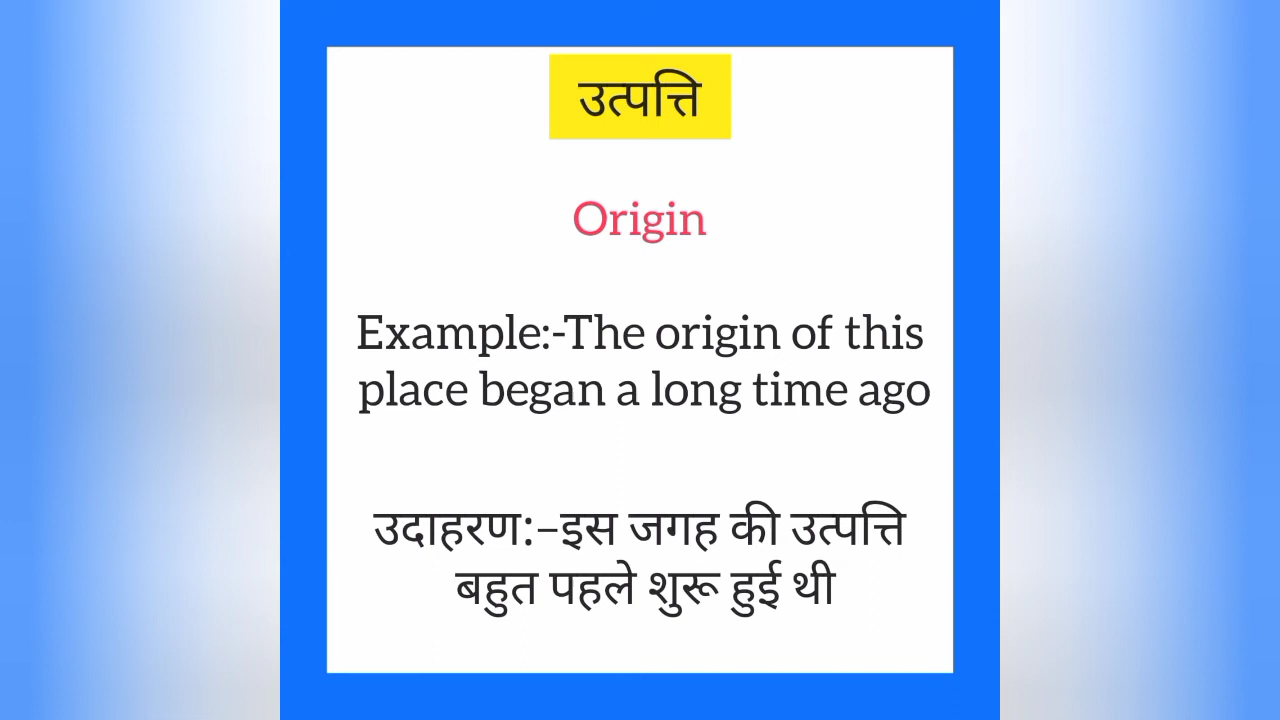 उत्पत्ति
Origin
Example:-The origin of this
place began a long time ago
उदाहरण:–इस जगह की उत्पत्ति
बहुत पहले शुरू हुई थी